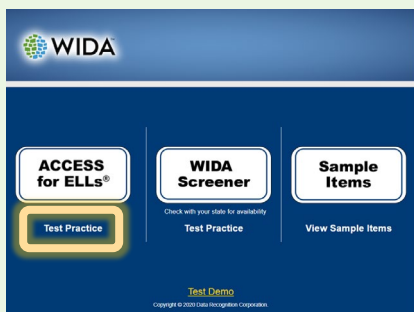 WIDA
ACCESS
for ELLs®
Test Practice
WIDA
Screener
Check with your state for availability
Test Practice
Sample
Items
View Sample Items
Test Demo
Copyright © 2020 Data Recognition Corporation.